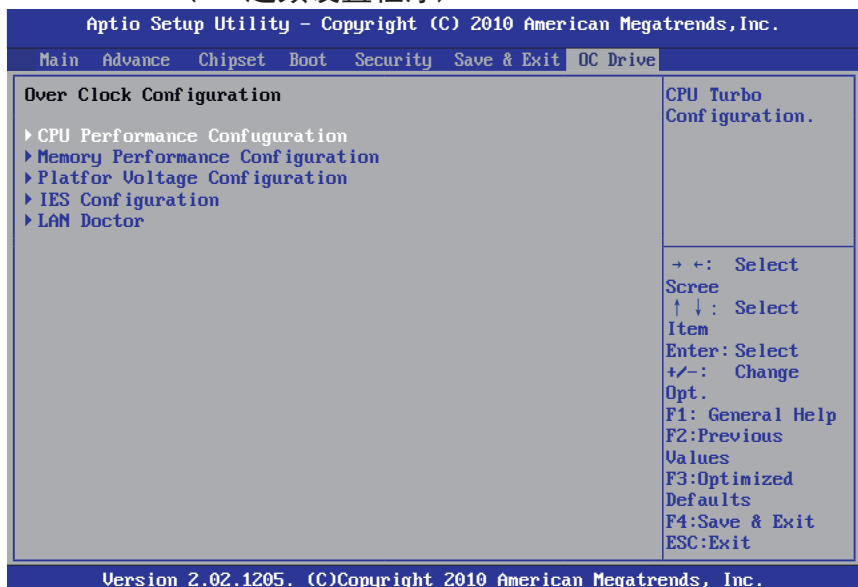 Aptio Setup Utility – Copyright (C) 2010 American Megatrends,Inc.
Main Advance Chipset Boot Security Save & Exit OC Drive
Over Clock Configuration
CPU Performance Confuguration
Memory Performance Configuration
Platfor Voltage Configuration
IES Configuration
LAN Doctor
CPU Turbo
Configuration.
→ ←: Select
Scree
↑ ↓: Select
Item
Enter: Select
+/-: Change
Opt.
F1: General Help
F2:Previous
Values
F3:Optimized
Defaults
F4:Save & Exit
ESC:Exit
Version 2.02.1205. (C)Copyright 2010 American Megatrends, Inc.